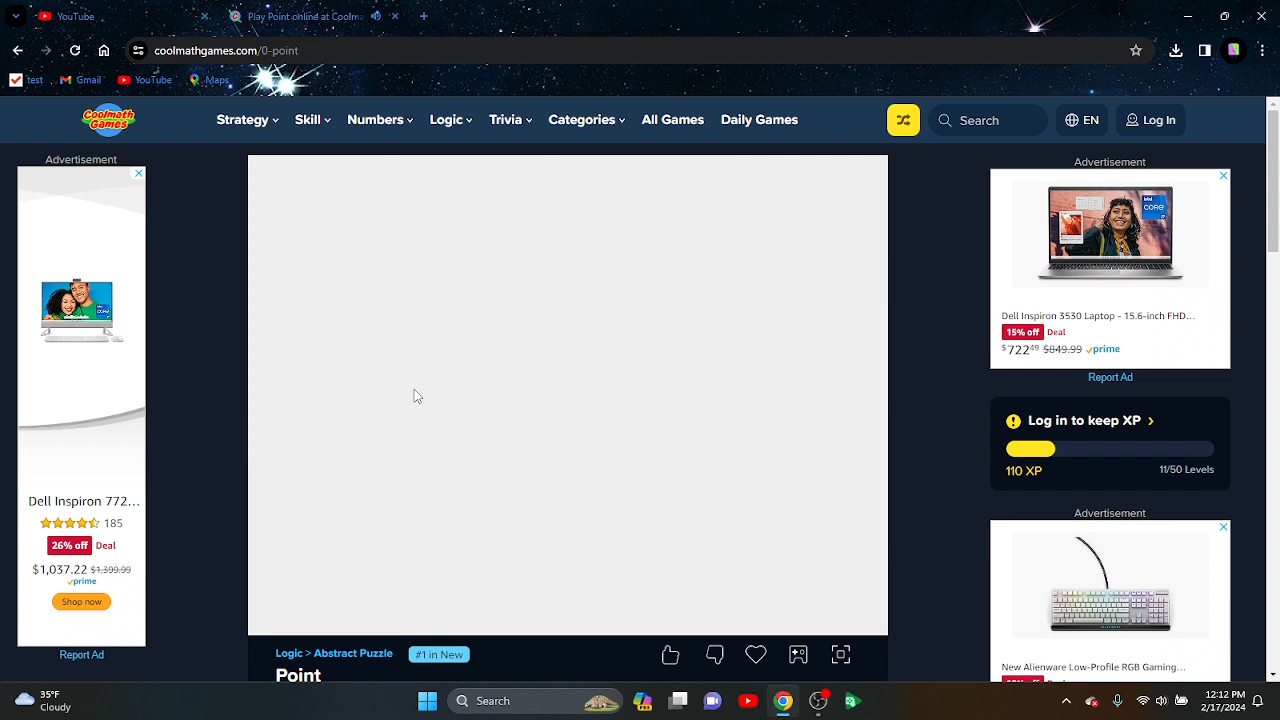 YouTube
Play Point online at Coolma
coolmathgames.com/0-point
test
Gmail
YouTube
Maps
Coolmath Games
Strategy
Skill
Numbers
Logic
Trivia
Categories
All Games
Daily Games
Search
EN
Log In
Advertisement
Dell Inspiron 772...
185
26% off Deal
$1,037.22 $1,399.99
prime
Shop now
Report Ad
Logic > Abstract Puzzle
#1 in New
Point
Advertisement
intel CORE
Dell Inspiron 3530 Laptop - 15.6-inch FHD...
15% off Deal
$722.49 $849.99 prime
Report Ad
Log in to keep XP >
110 XP
11/50 Levels
Advertisement
New Alienware Low-Profile RGB Gaming...
35°F
Cloudy
Search
12:12 PM
2/17/2024